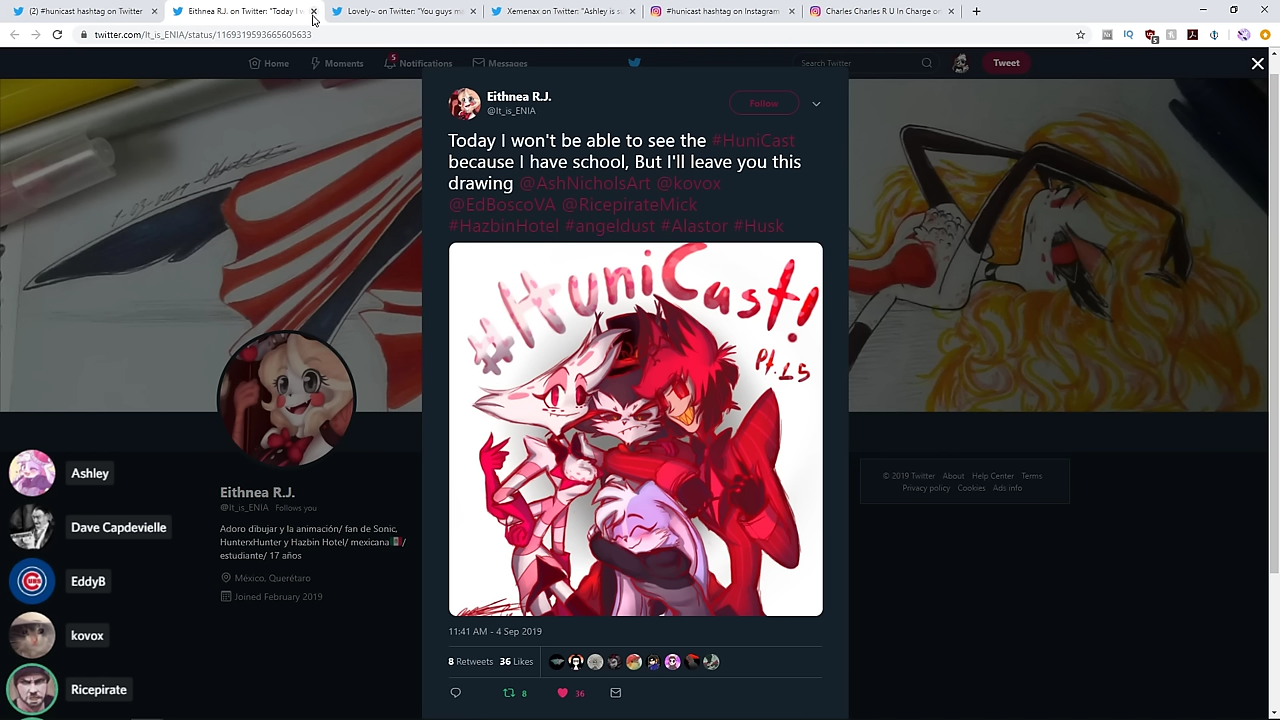 (2) #hunicast hashtag on Twitter
Eithnea R.J. on Twitter: "Today I w
Lovely~ on Twitter: "You guys m
Xemenax on Twitter: "Ashley is s
#hunicast hashtag on Instagram
Charles Charles R U In Charge on
twitter.com/It_is_ENIA/status/1169319593665605633
Home
Moments
5
Notifications
Messages
Search Twitter
Tweet
Eithnea R.J.
@It_is_ENIA
Follow
Today I won't be able to see the #HuniCast
because I have school, But I'll leave you this
drawing @AshNicholsArt @kovox
@EdBoscoVA @RicepirateMick
#HazbinHotel #angeldust #Alastor #Husk
#HuniCast!
Pt.15
11:41 AM - 4 Sep 2019
8 Retweets 36 Likes
8
36
Eithnea R.J.
@It_is_ENIA Follows you
Adoro dibujar y la animación/ fan de Sonic,
HunterxHunter y Hazbin Hotel/ mexicana🇲🇽/
estudiante/ 17 años
México, Querétaro
Joined February 2019
© 2019 Twitter About Help Center Terms
Privacy policy Cookies Ads info
Ashley
Dave Capdevielle
CUBS
EddyB
kovox
Ricepirate